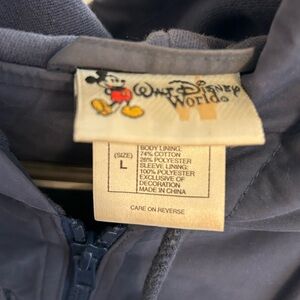 Walt Disney
World
(SIZE)
L
BODY LINING:
74% COTTON
26% POLYESTER
SLEEVE LINING:
100% POLYESTER
EXCLUSIVE OF
DECORATION
MADE IN CHINA
CARE ON REVERSE